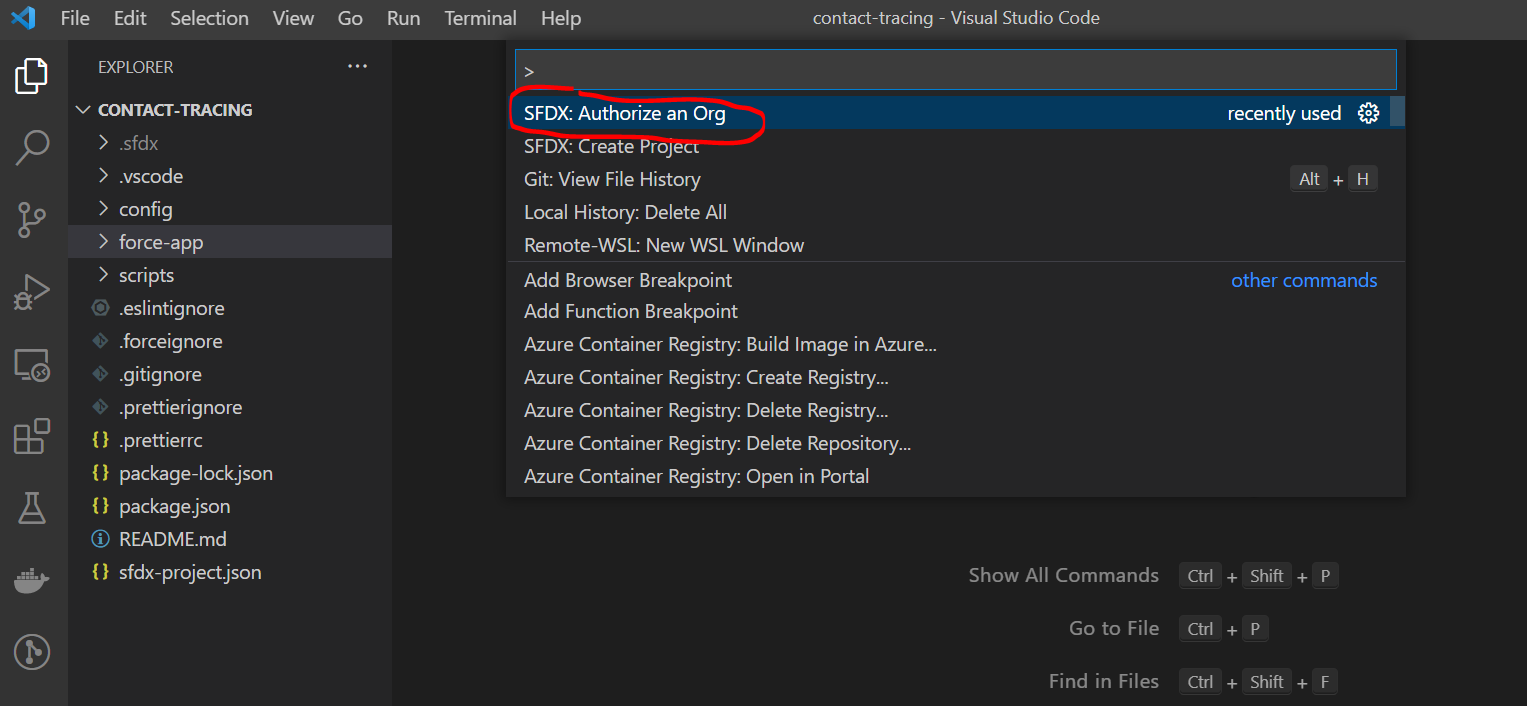 File Edit Selection View Go Run Terminal Help contact-tracing - Visual Studio Code
EXPLORER ...
CONTACT-TRACING
.sfdx
.vscode
config
force-app
scripts
.eslintignore
.forceignore
.gitignore
.prettierignore
{} .prettierrc
{} package-lock.json
{} package.json
README.md
{} sfdx-project.json
>
SFDX: Authorize an Org recently used
SFDX: Create Project
Git: View File History Alt + H
Local History: Delete All
Remote-WSL: New WSL Window
Add Browser Breakpoint other commands
Add Function Breakpoint
Azure Container Registry: Build Image in Azure...
Azure Container Registry: Create Registry...
Azure Container Registry: Delete Registry...
Azure Container Registry: Delete Repository...
Azure Container Registry: Open in Portal
Show All Commands Ctrl + Shift + P
Go to File Ctrl + P
Find in Files Ctrl + Shift + F